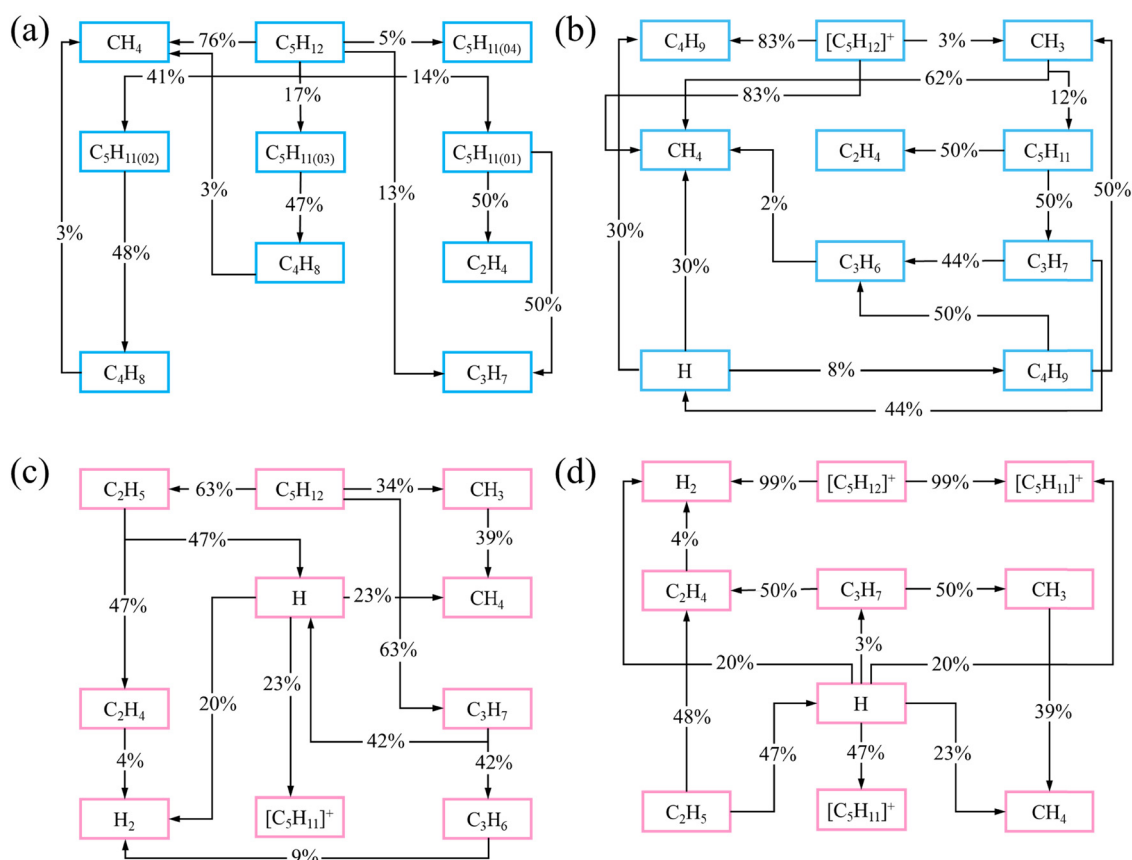 (a)
CH₄ 76% C₅H₁₂ 5% C₅H₁₁₍₀₄₎
41% 14%
17%
C₅H₁₁₍₀₂₎ C₅H₁₁₍₀₃₎ C₅H₁₁₍₀₁₎
3% 13%
47% 50%
3% 48%
C₄H₈ C₂H₄
50%
C₄H₈ C₃H₇
(b)
C₄H₉ 83% [C₅H₁₂]⁺ 3% CH₃
62%
83% 12%
CH₄ C₂H₄ 50% C₅H₁₁
50%
50%
2%
30%
30% C₃H₆ 44% C₃H₇
50%
H 8% C₄H₉
44%
(c)
C₂H₅ 63% C₅H₁₂ 34% CH₃
47% 39%
H 23% CH₄
47%
63%
23%
20%
C₂H₄ C₃H₇
42%
4% 42%
H₂ [C₅H₁₁]⁺ C₃H₆
9%
(d)
H₂ 99% [C₅H₁₂]⁺ 99% [C₅H₁₁]⁺
4%
C₂H₄ 50% C₃H₇ 50% CH₃
3%
20% 20%
H
48% 39%
47% 47% 23%
C₂H₅ [C₅H₁₁]⁺ CH₄